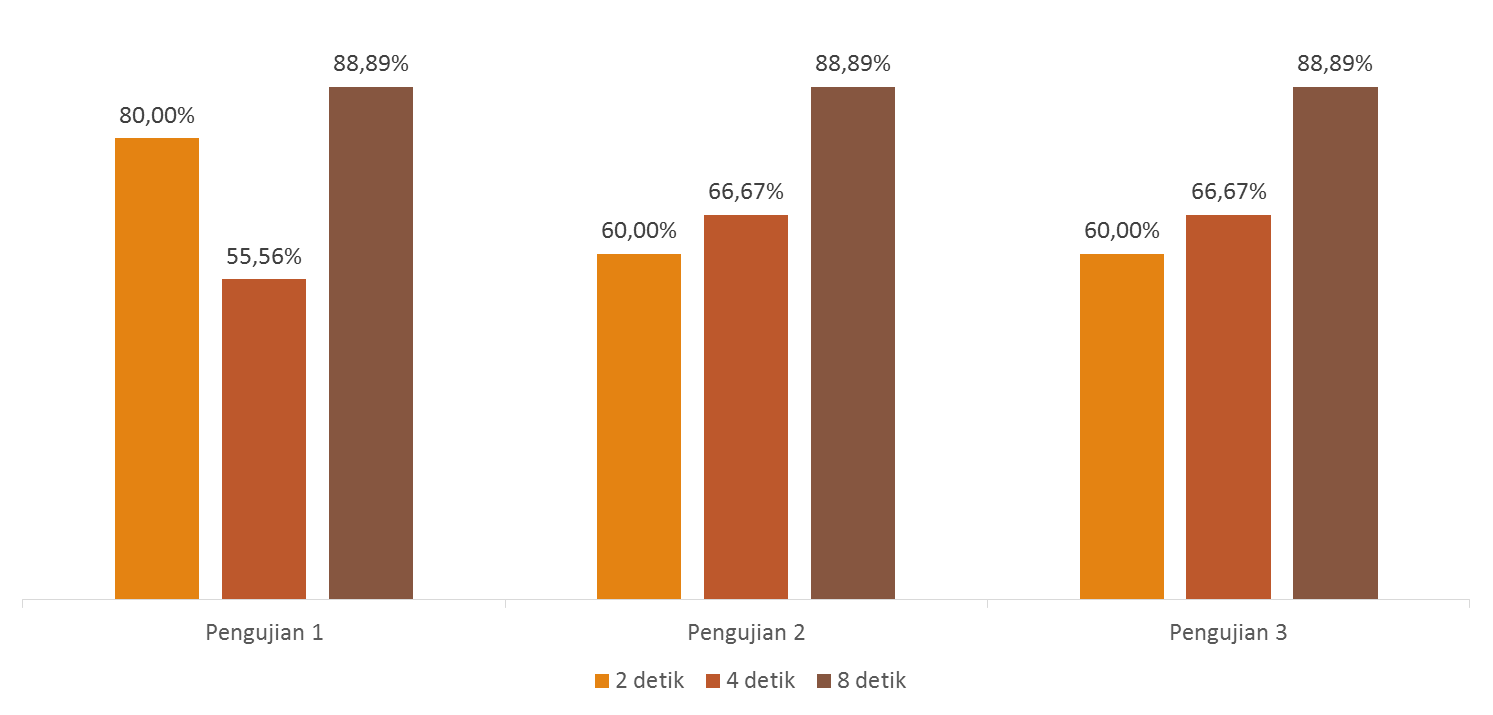 88,89%
88,89%
88,89%
80,00%
66,67%
66,67%
60,00%
60,00%
55,56%
Pengujian 1
Pengujian 2
Pengujian 3
2 detik 4 detik 8 detik